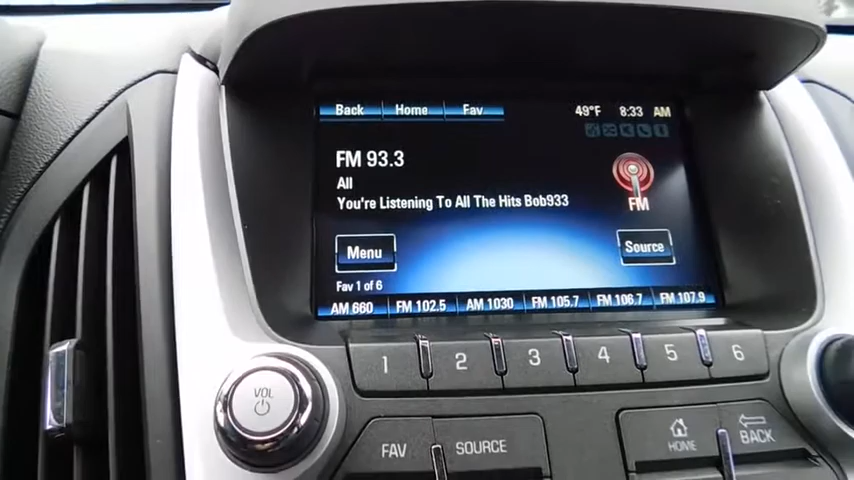 Back Home Fav 49°F 8:33 AM
FM 93.3
All
You're Listening To All The Hits Bob933
FM
Menu Source
Fav 1 of 6
AM 660 FM 102.5 AM 1030 FM 105.7 FM 106.7 FM 107.9
1 2 3 4 5 6
VOL
FAV SOURCE HOME BACK